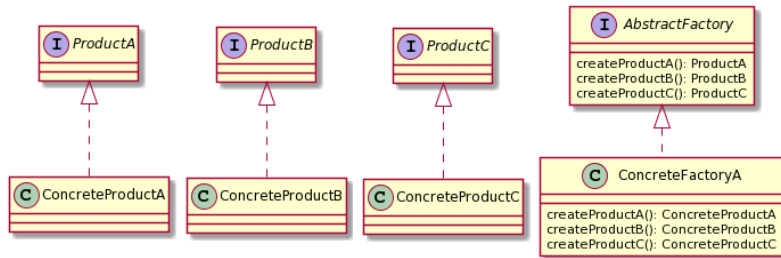 I ProductA
I ProductB
I ProductC
I AbstractFactory
createProductA(): ProductA
createProductB(): ProductB
createProductC(): ProductC
C ConcreteProductA
C ConcreteProductB
C ConcreteProductC
C ConcreteFactoryA
createProductA(): ConcreteProductA
createProductB(): ConcreteProductB
createProductC(): ConcreteProductC